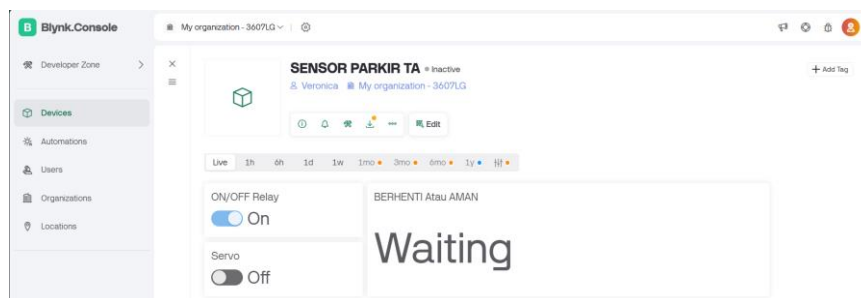 B Blynk.Console
My organization - 3607LG
Developer Zone
Devices
Automations
Users
Organizations
Locations
SENSOR PARKIR TA Inactive
Veronica My organization - 3607LG
Add Tag
Edit
Live 1h 6h 1d 1w 1mo 3mo 6mo 1y
ON/OFF Relay
On
Servo
Off
BERHENTI Atau AMAN
Waiting